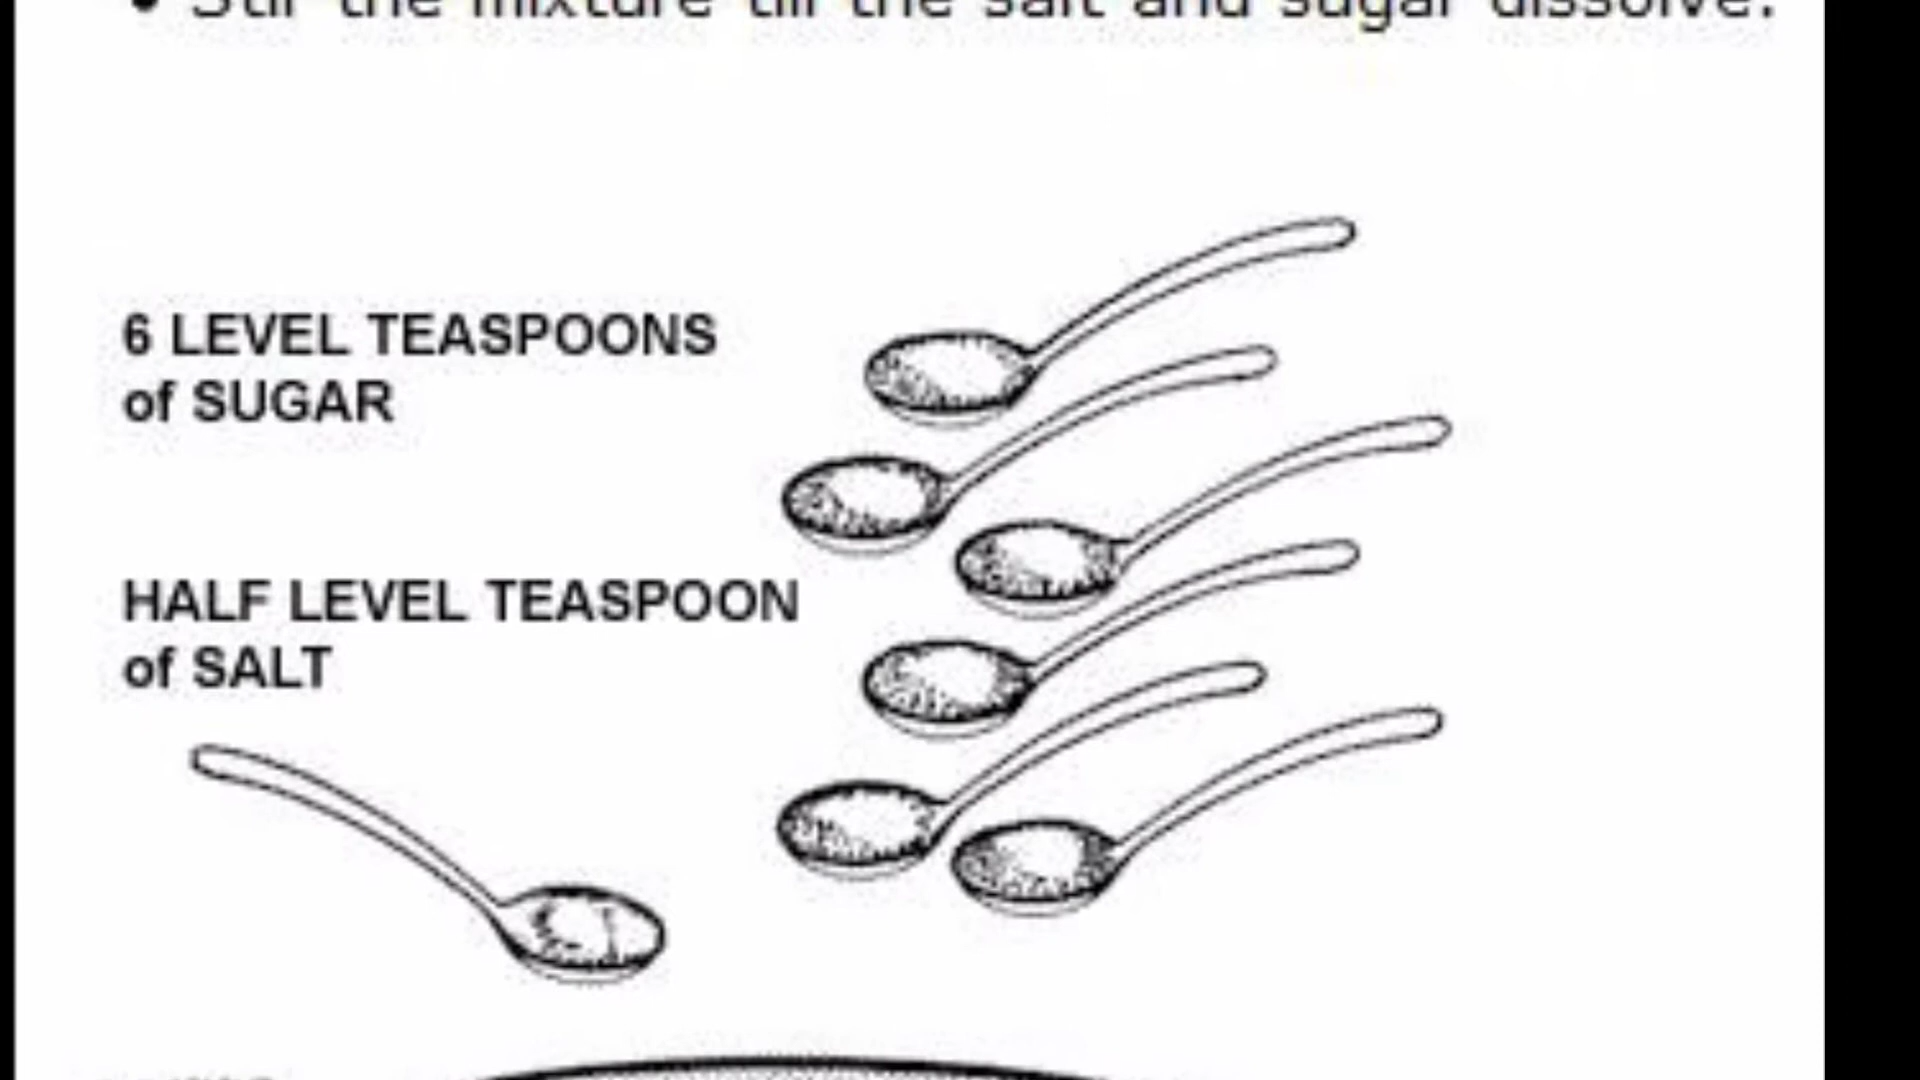 • Stir the mixture till the salt and sugar dissolve.
6 LEVEL TEASPOONS
of SUGAR
HALF LEVEL TEASPOON
of SALT